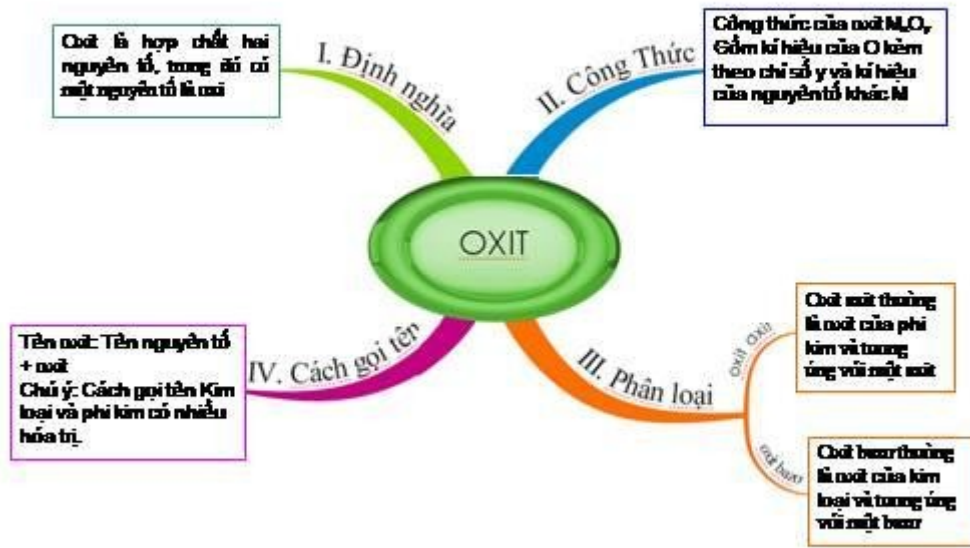 Oxit là hợp chất hai
nguyên tố, trong đó có
một nguyên tố là oxi
I. Định nghĩa
II. Công Thức
Công thức của oxit MₓOᵧ
Gồm kí hiệu của O kèm
theo chỉ số y và kí hiệu
của nguyên tố khác M
OXIT
Tên oxit: Tên nguyên tố
+ oxit
Chú ý: Cách gọi tên Kim
loại và phi kim có nhiều
hóa trị.
IV. Cách gọi tên
III. Phân loại
oxit axit
Oxit axit thường
là oxit của phi
kim và tương
ứng với một axit
oxit bazơ
Oxit bazơ thường
là oxit của kim
loại và tương ứng
với một bazơ